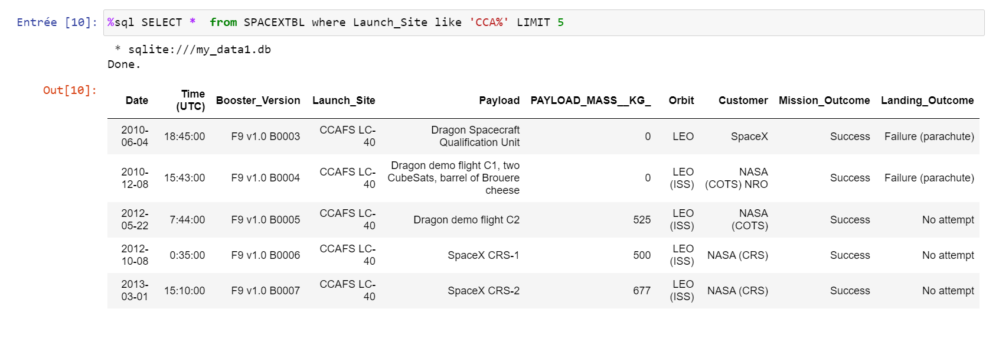 Entrée [10]: %sql SELECT *  from SPACEXTBL where Launch_Site like 'CCA%' LIMIT 5
* sqlite:///my_data1.db
Done.
Out[10]:
Date Time (UTC) Booster_Version Launch_Site Payload PAYLOAD_MASS__KG_ Orbit Customer Mission_Outcome Landing_Outcome
2010-06-04 18:45:00 F9 v1.0 B0003 CCAFS LC-40 Dragon Spacecraft Qualification Unit 0 LEO SpaceX Success Failure (parachute)
2010-12-08 15:43:00 F9 v1.0 B0004 CCAFS LC-40 Dragon demo flight C1, two CubeSats, barrel of Brouere cheese 0 LEO (ISS) NASA (COTS) NRO Success Failure (parachute)
2012-05-22 7:44:00 F9 v1.0 B0005 CCAFS LC-40 Dragon demo flight C2 525 LEO (ISS) NASA (COTS) Success No attempt
2012-10-08 0:35:00 F9 v1.0 B0006 CCAFS LC-40 SpaceX CRS-1 500 LEO (ISS) NASA (CRS) Success No attempt
2013-03-01 15:10:00 F9 v1.0 B0007 CCAFS LC-40 SpaceX CRS-2 677 LEO (ISS) NASA (CRS) Success No attempt